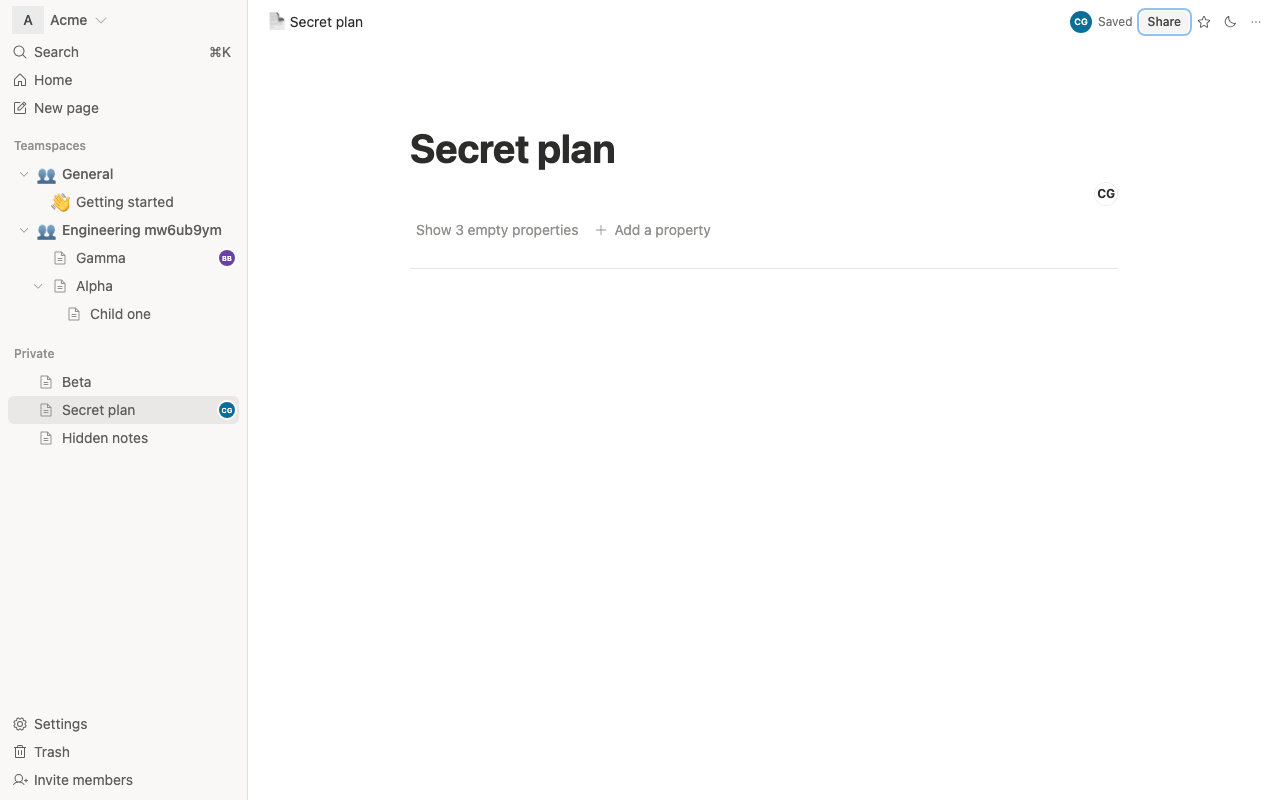 A Acme
Search ⌘K
Home
New page
Teamspaces
General
Getting started
Engineering mw6ub9ym
Gamma BB
Alpha
Child one
Private
Beta
Secret plan CG
Hidden notes
Settings
Trash
Invite members
Secret plan
CG Saved Share
Secret plan
CG
Show 3 empty properties Add a property